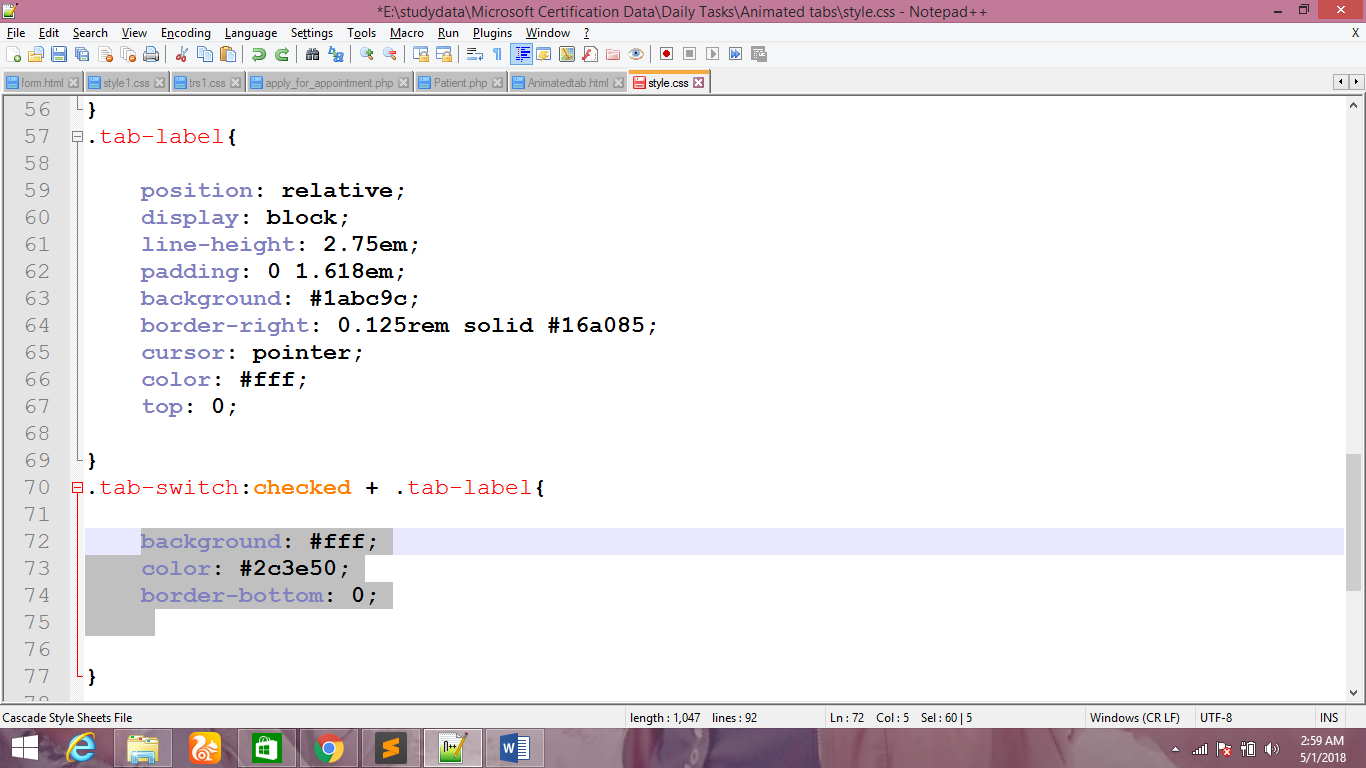 *E:\studydata\Microsoft Certification Data\Daily Tasks\Animated tabs\style.css - Notepad++
File Edit Search View Encoding Language Settings Tools Macro Run Plugins Window ? X
form.html style1.css trs1.css apply_for_appointment.php Patient.php Animatedtab.html style.css
56 }
57 .tab-label{
58
59 position: relative;
60 display: block;
61 line-height: 2.75em;
62 padding: 0 1.618em;
63 background: #1abc9c;
64 border-right: 0.125rem solid #16a085;
65 cursor: pointer;
66 color: #fff;
67 top: 0;
68
69 }
70 .tab-switch:checked + .tab-label{
71
72 background: #fff;
73 color: #2c3e50;
74 border-bottom: 0;
75
76
77 }
78
Cascade Style Sheets File length : 1,047 lines : 92 Ln : 72 Col : 5 Sel : 60 | 5 Windows (CR LF) UTF-8 INS
2:59 AM
5/1/2018